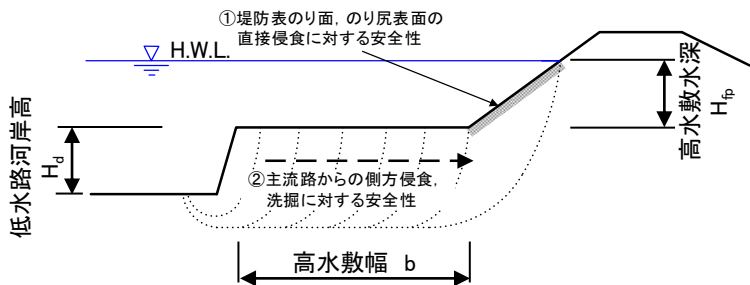 ①堤防表のり面，のり尻表面の
直接侵食に対する安全性
H.W.L.
高水敷水深
H_fp
低水路河岸高
H_d
②主流路からの側方侵食，
洗掘に対する安全性
高水敷幅 b